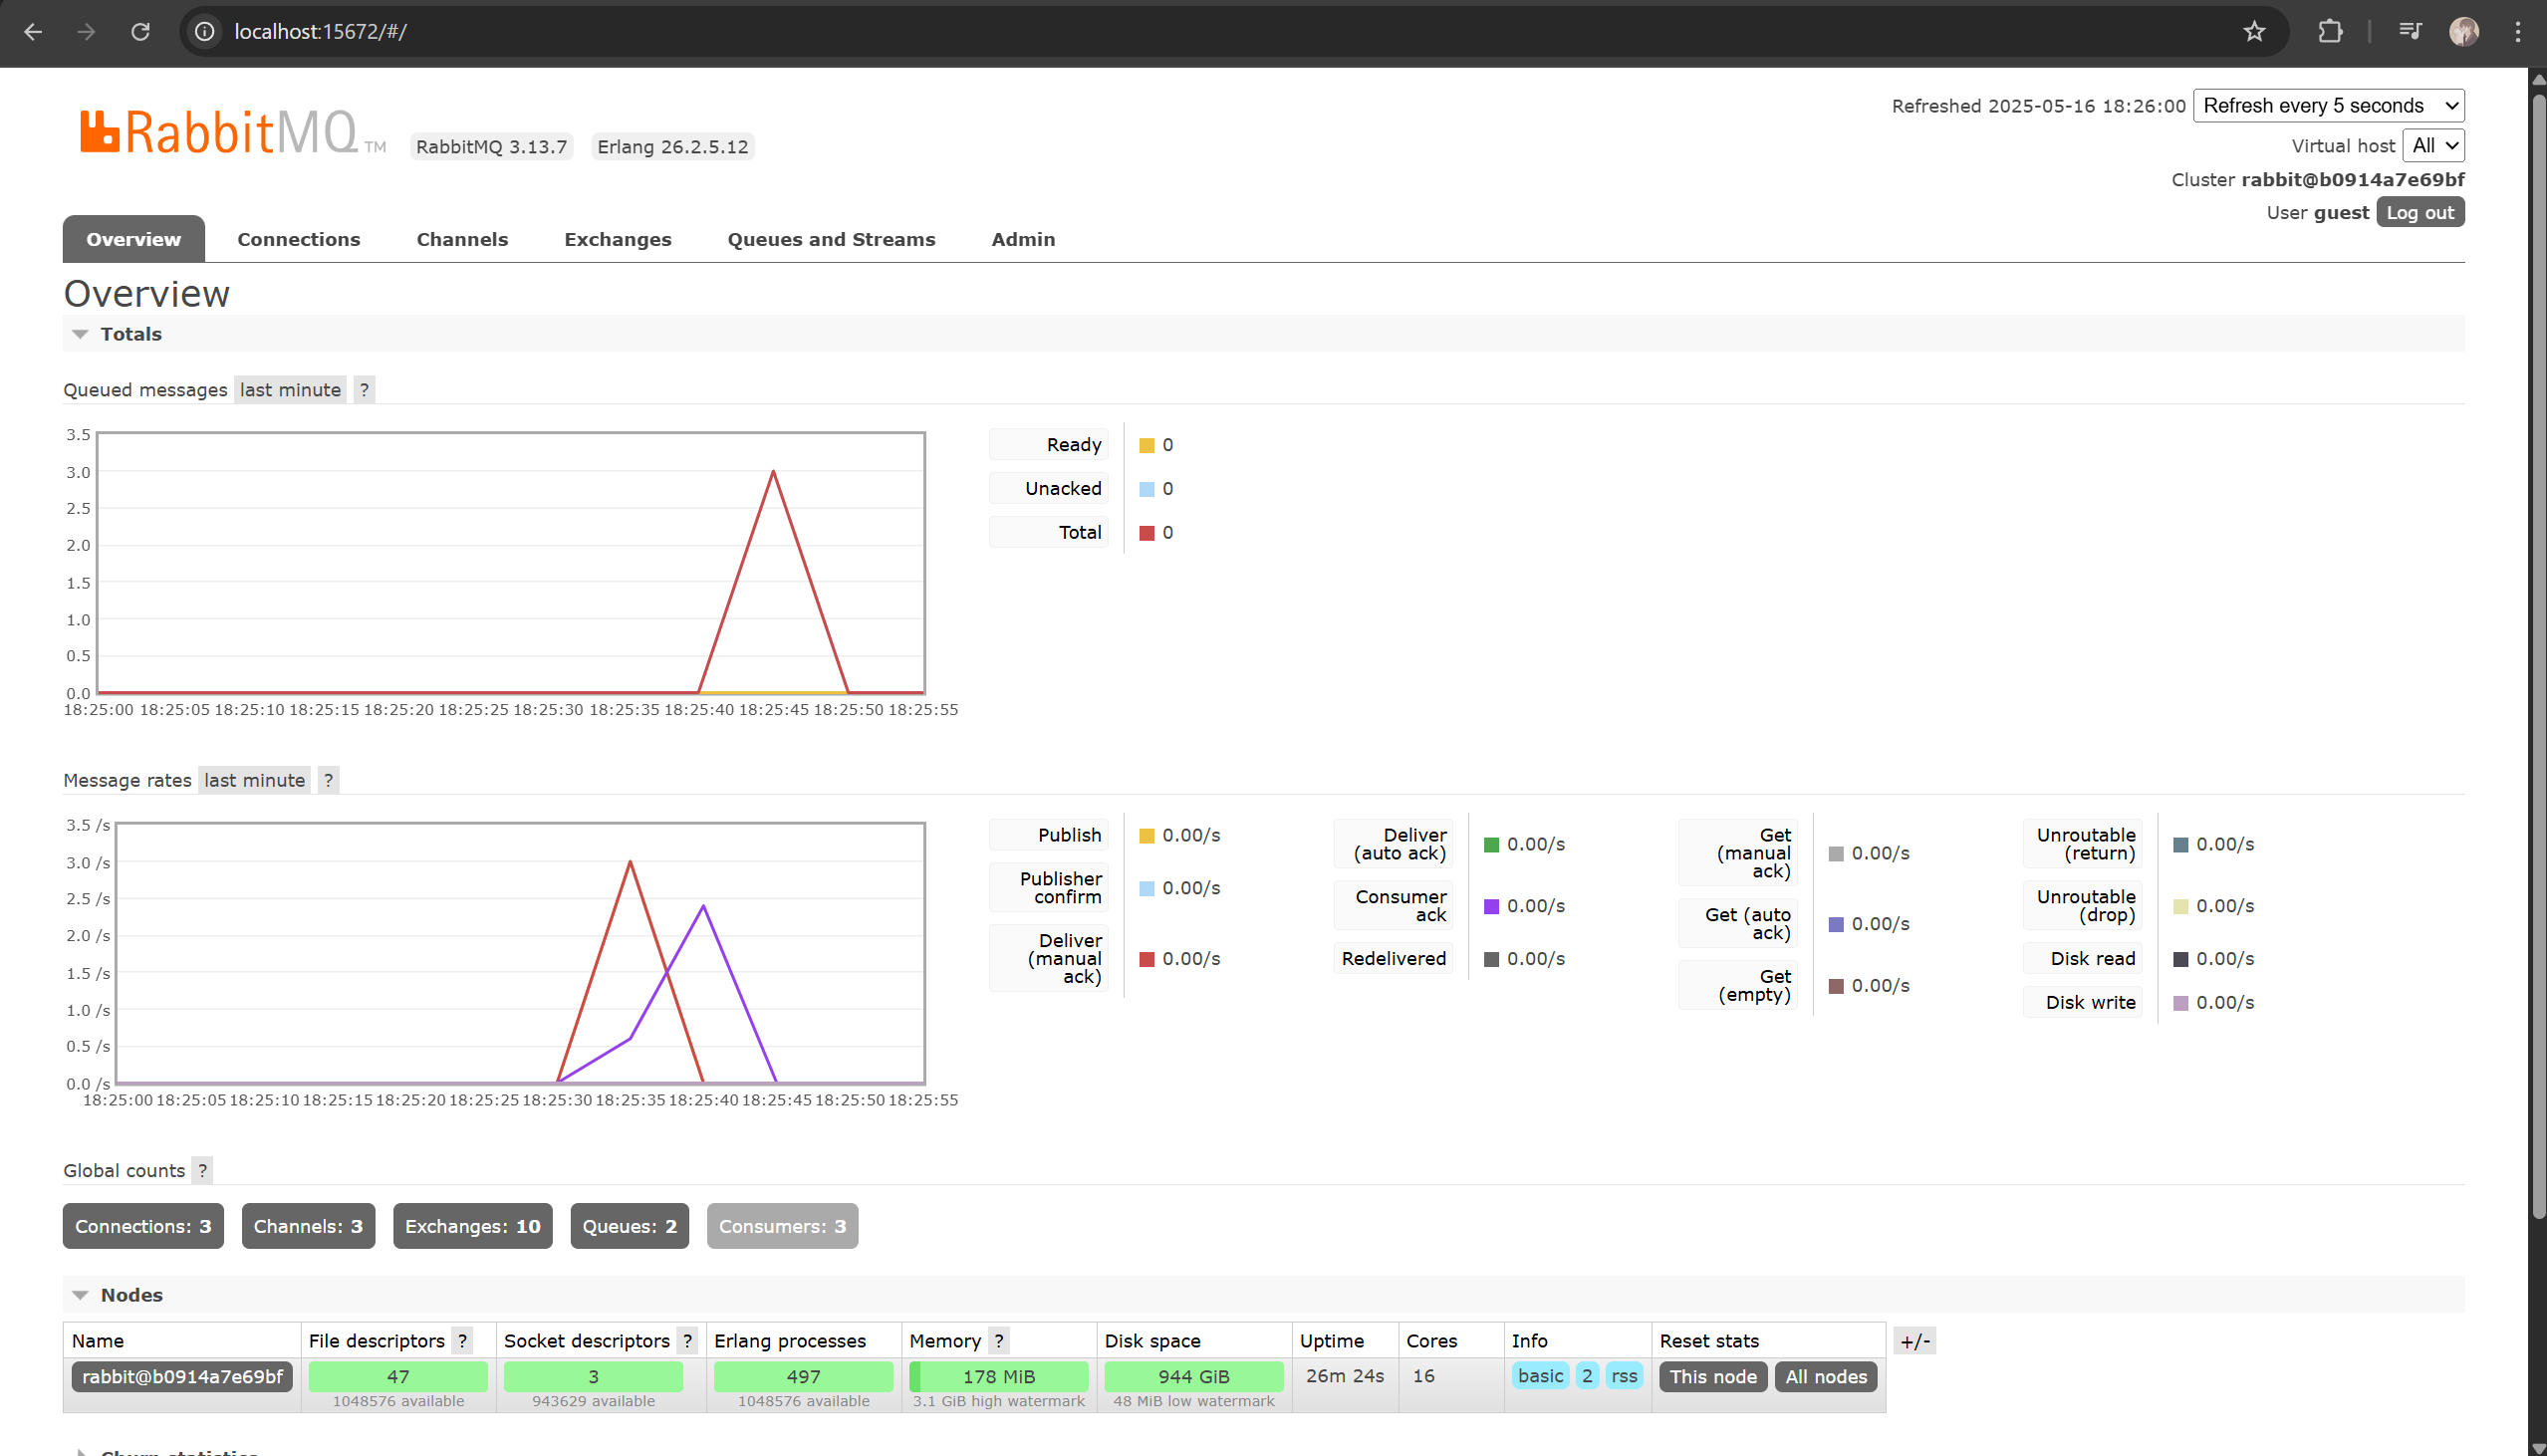 localhost:15672/#/
RabbitMQ TM RabbitMQ 3.13.7 Erlang 26.2.5.12
Refreshed 2025-05-16 18:26:00 Refresh every 5 seconds
Virtual host All
Cluster rabbit@b0914a7e69bf
User guest Log out
Overview Connections Channels Exchanges Queues and Streams Admin
Overview
Totals
Queued messages last minute ?
3.5
3.0
2.5
2.0
1.5
1.0
0.5
0.0
18:25:00 18:25:05 18:25:10 18:25:15 18:25:20 18:25:25 18:25:30 18:25:35 18:25:40 18:25:45 18:25:50 18:25:55
Ready 0
Unacked 0
Total 0
Message rates last minute ?
3.5 /s
3.0 /s
2.5 /s
2.0 /s
1.5 /s
1.0 /s
0.5 /s
0.0 /s
18:25:00 18:25:05 18:25:10 18:25:15 18:25:20 18:25:25 18:25:30 18:25:35 18:25:40 18:25:45 18:25:50 18:25:55
Publish 0.00/s
Publisher
confirm 0.00/s
Deliver
(manual
ack) 0.00/s
Deliver
(auto ack) 0.00/s
Consumer
ack 0.00/s
Redelivered 0.00/s
Get
(manual
ack) 0.00/s
Get (auto
ack) 0.00/s
Get
(empty) 0.00/s
Unroutable
(return) 0.00/s
Unroutable
(drop) 0.00/s
Disk read 0.00/s
Disk write 0.00/s
Global counts ?
Connections: 3 Channels: 3 Exchanges: 10 Queues: 2 Consumers: 3
Nodes
Name File descriptors ? Socket descriptors ? Erlang processes Memory ? Disk space Uptime Cores Info Reset stats +/-
rabbit@b0914a7e69bf 47 3 497 178 MiB 944 GiB 26m 24s 16 basic 2 rss This node All nodes
1048576 available 943629 available 1048576 available 3.1 GiB high watermark 48 MiB low watermark
Churn statistics